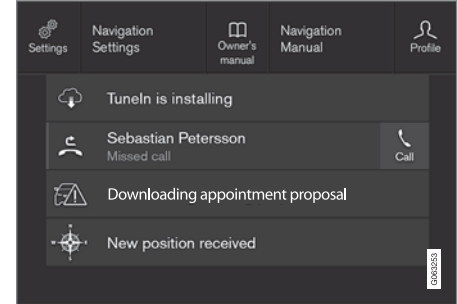 Settings
Navigation
Settings
Owner's
manual
Navigation
Manual
Profile
TuneIn is installing
Sebastian Petersson
Missed call
Call
Downloading appointment proposal
New position received
G063253